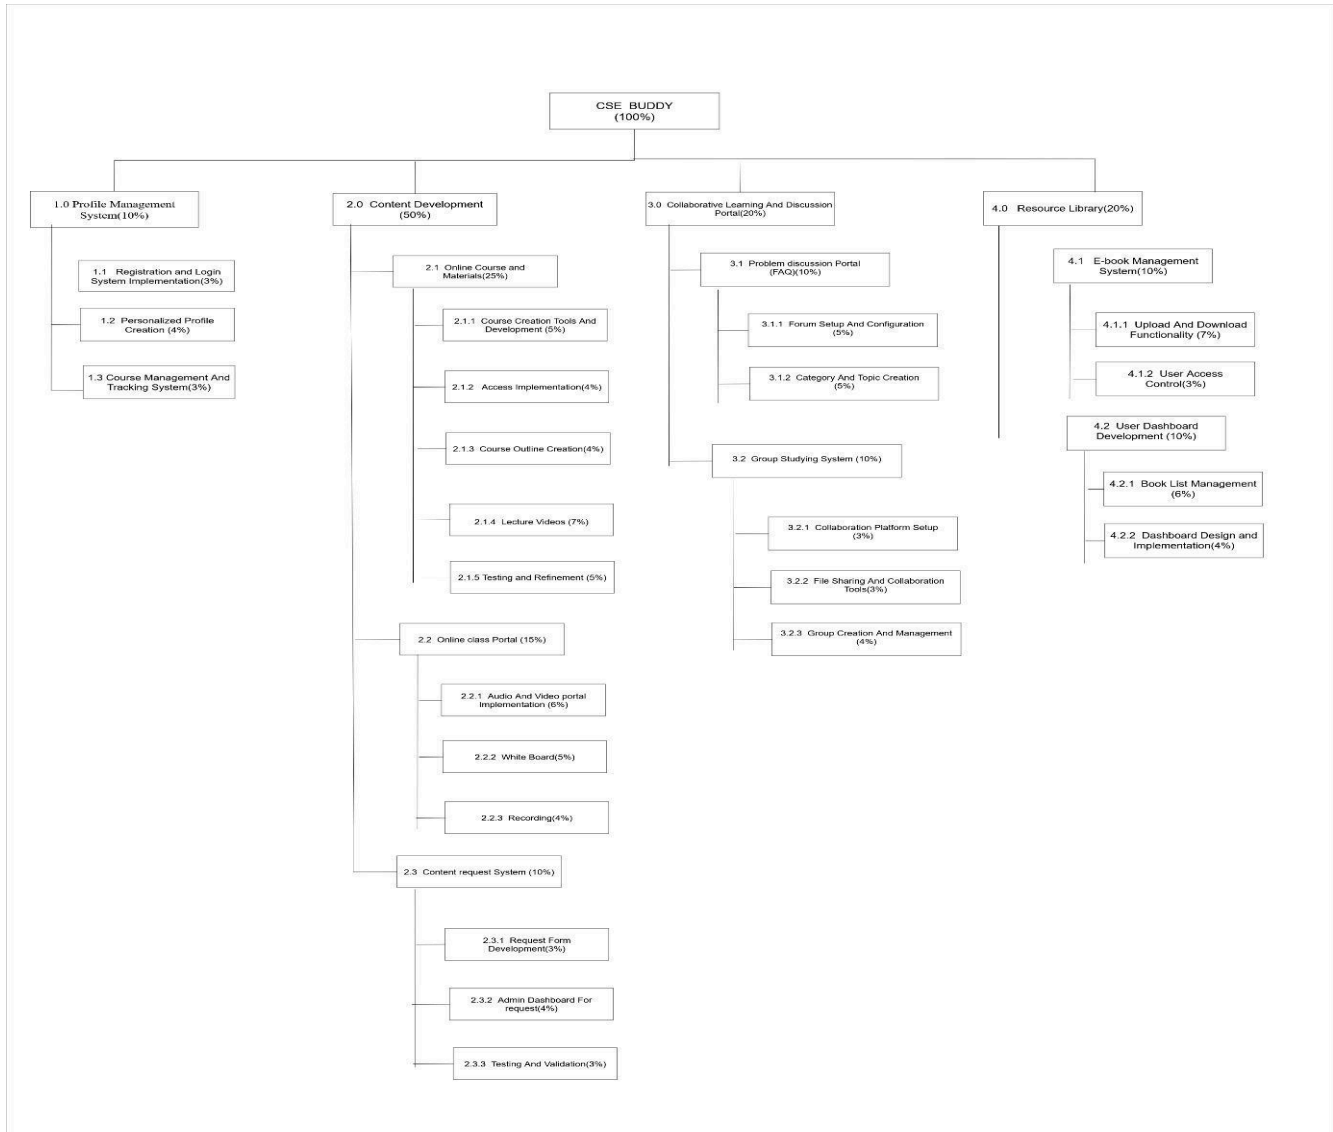 CSE BUDDY
(100%)
1.0 Profile Management
System(10%)
1.1 Registration and Login
System Implementation(3%)
1.2 Personalized Profile
Creation (4%)
1.3 Course Management And
Tracking System(3%)
2.0 Content Development
(50%)
2.1 Online Course and
Materials(25%)
2.1.1 Course Creation Tools And
Development (5%)
2.1.2 Access Implementation(4%)
2.1.3 Course Outline Creation(4%)
2.1.4 Lecture Videos (7%)
2.1.5 Testing and Refinement (5%)
2.2 Online class Portal (15%)
2.2.1 Audio And Video portal
Implementation (6%)
2.2.2 White Board(5%)
2.2.3 Recording(4%)
2.3 Content request System (10%)
2.3.1 Request Form
Development(3%)
2.3.2 Admin Dashboard For
request(4%)
2.3.3 Testing And Validation(3%)
3.0 Collaborative Learning And Discussion
Portal(20%)
3.1 Problem discussion Portal
(FAQ)(10%)
3.1.1 Forum Setup And Configuration
(5%)
3.1.2 Category And Topic Creation
(5%)
3.2 Group Studying System (10%)
3.2.1 Collaboration Platform Setup
(3%)
3.2.2 File Sharing And Collaboration
Tools(3%)
3.2.3 Group Creation And Management
(4%)
4.0 Resource Library(20%)
4.1 E-book Management
System(10%)
4.1.1 Upload And Download
Functionality (7%)
4.1.2 User Access
Control(3%)
4.2 User Dashboard
Development (10%)
4.2.1 Book List Management
(6%)
4.2.2 Dashboard Design and
Implementation(4%)